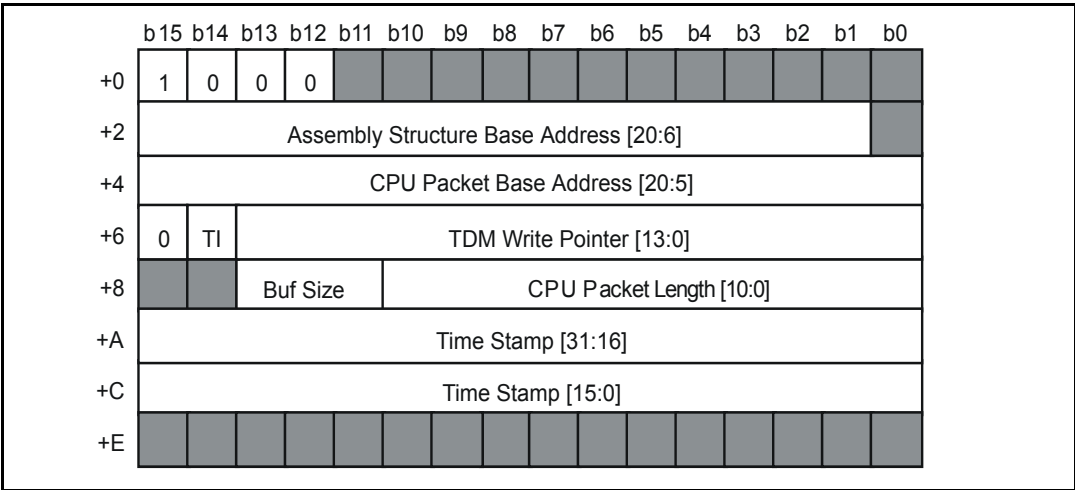 b15 b14 b13 b12 b11 b10 b9 b8 b7 b6 b5 b4 b3 b2 b1 b0
+0 1 0 0 0
+2 Assembly Structure Base Address [20:6]
+4 CPU Packet Base Address [20:5]
+6 0 TI TDM Write Pointer [13:0]
+8 Buf Size CPU Packet Length [10:0]
+A Time Stamp [31:16]
+C Time Stamp [15:0]
+E